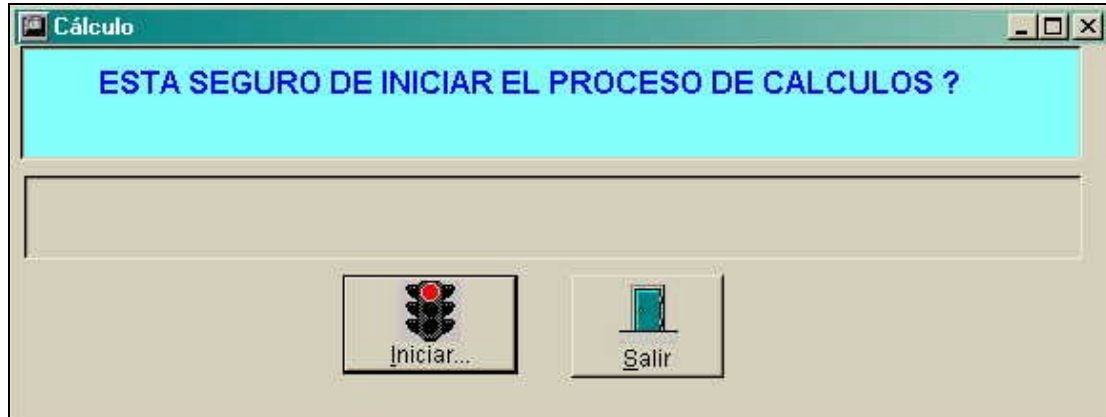 Cálculo
ESTA SEGURO DE INICIAR EL PROCESO DE CALCULOS ?
Iniciar...
Salir